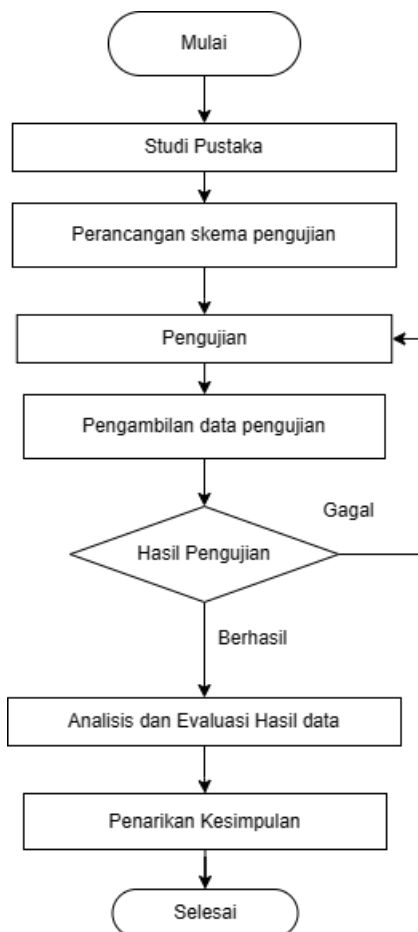 Mulai
Studi Pustaka
Perancangan skema pengujian
Pengujian
Pengambilan data pengujian
Gagal
Hasil Pengujian
Berhasil
Analisis dan Evaluasi Hasil data
Penarikan Kesimpulan
Selesai